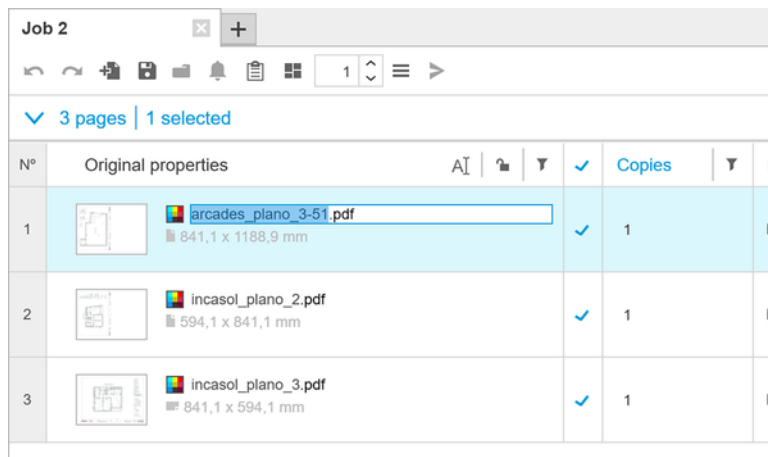 Job 2
1
3 pages | 1 selected
Nº Original properties Copies
1 arcades_plano_3-51.pdf 1
841,1 x 1188,9 mm
2 incasol_plano_2.pdf 1
594,1 x 841,1 mm
3 incasol_plano_3.pdf 1
841,1 x 594,1 mm